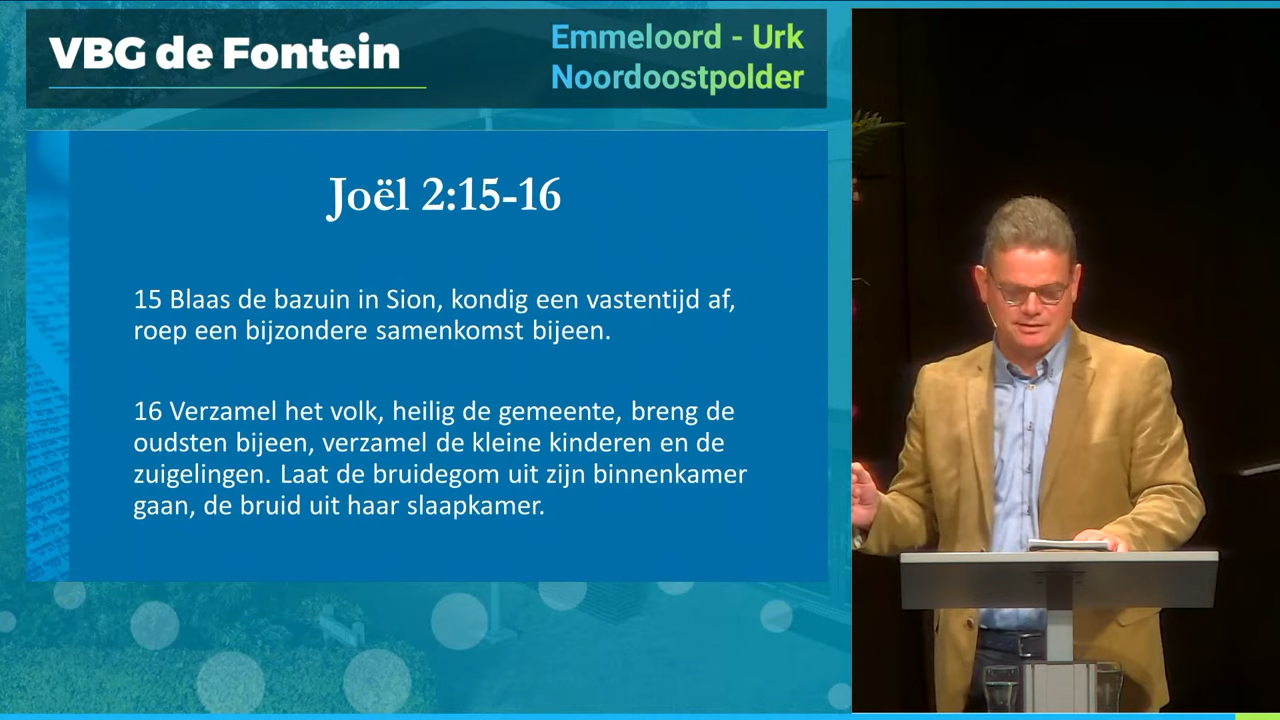 VBG de Fontein
Emmeloord - Urk
Noordoostpolder
Joël 2:15-16
15 Blaas de bazuin in Sion, kondig een vastentijd af,
roep een bijzondere samenkomst bijeen.
16 Verzamel het volk, heilig de gemeente, breng de
oudsten bijeen, verzamel de kleine kinderen en de
zuigelingen. Laat de bruidegom uit zijn binnenkamer
gaan, de bruid uit haar slaapkamer.